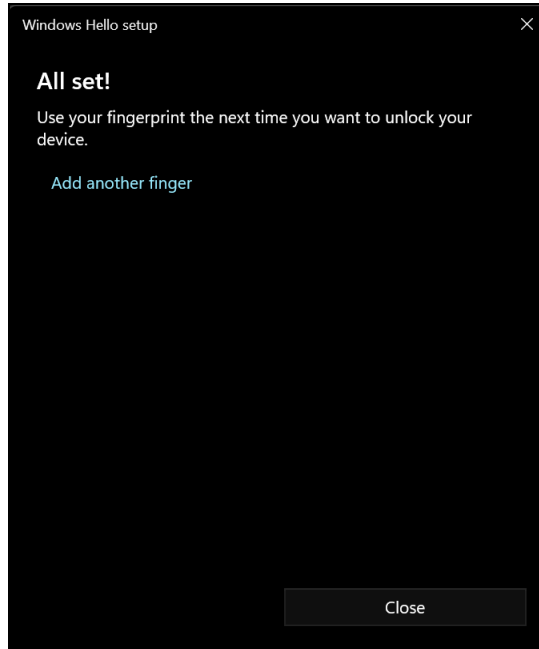 Windows Hello setup
All set!
Use your fingerprint the next time you want to unlock your
device.
Add another finger
Close